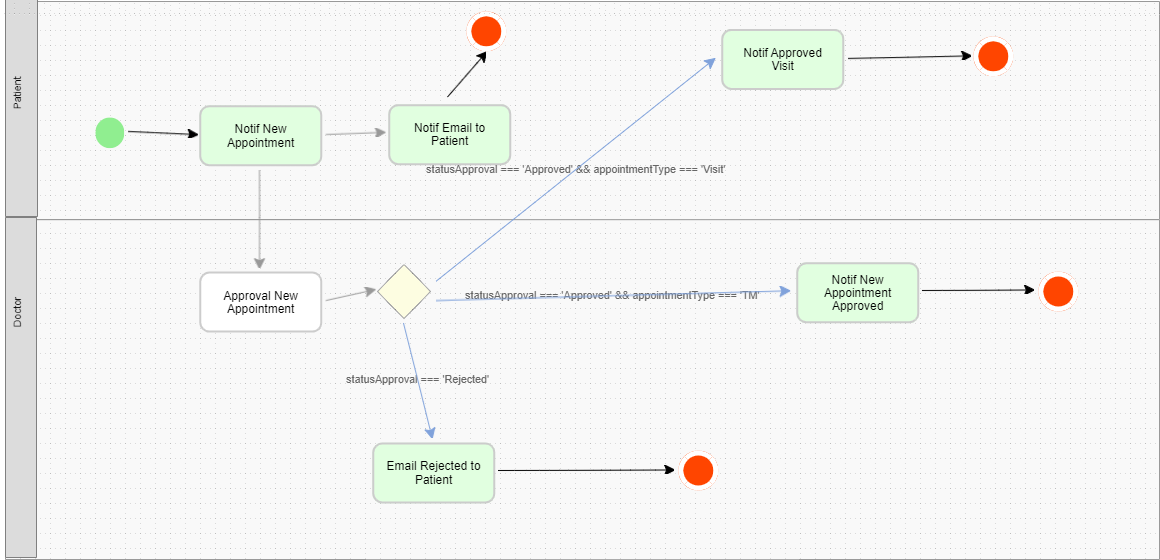 Patient
Notif New
Appointment
Notif Email to
Patient
Notif Approved
Visit
statusApproval === 'Approved' && appointmentType === 'Visit'
Doctor
Approval New
Appointment
statusApproval === 'Approved' && appointmentType === 'TM'
Notif New
Appointment
Approved
statusApproval === 'Rejected'
Email Rejected to
Patient